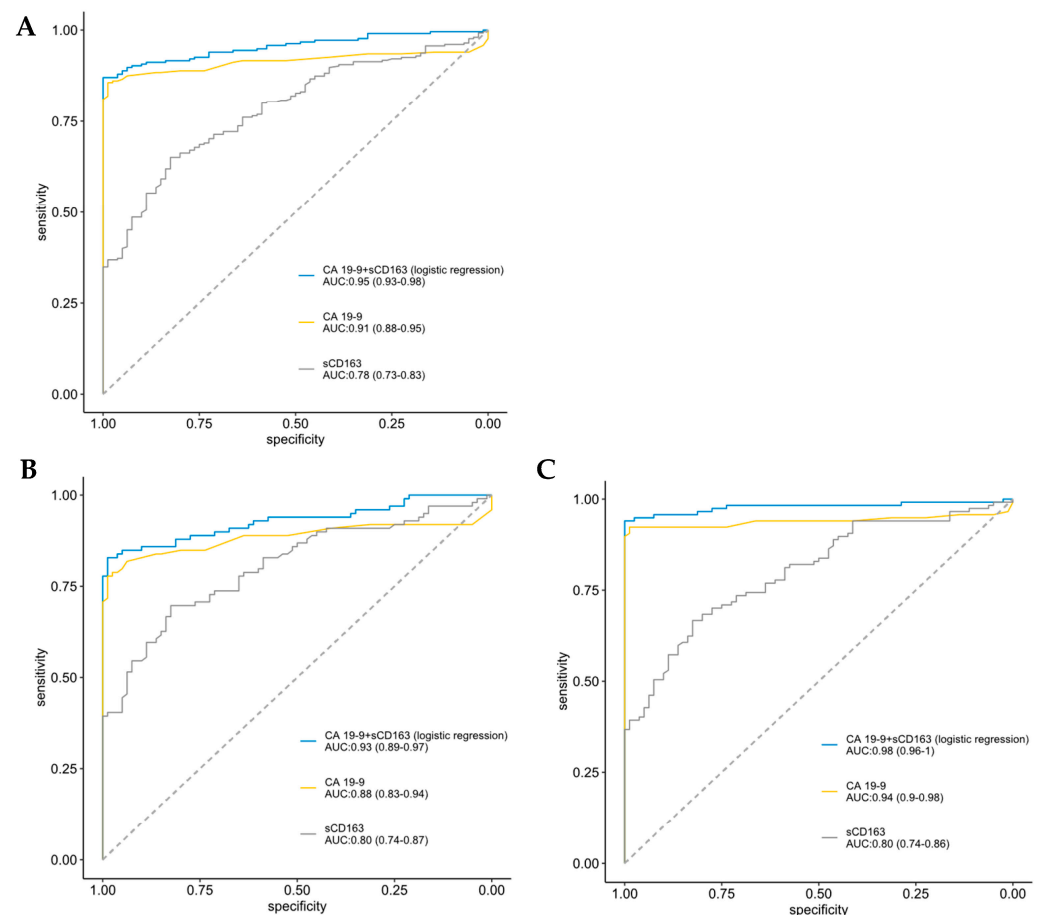 A
1.00
0.75
0.50
0.25
0.00
sensitivity
CA 19-9+sCD163 (logistic regression)
AUC:0.95 (0.93-0.98)
CA 19-9
AUC:0.91 (0.88-0.95)
sCD163
AUC:0.78 (0.73-0.83)
1.00 0.75 0.50 0.25 0.00
specificity
B
1.00
0.75
0.50
0.25
0.00
sensitivity
CA 19-9+sCD163 (logistic regression)
AUC:0.93 (0.89-0.97)
CA 19-9
AUC:0.88 (0.83-0.94)
sCD163
AUC:0.80 (0.74-0.87)
1.00 0.75 0.50 0.25 0.00
specificity
C
1.00
0.75
0.50
0.25
0.00
sensitivity
CA 19-9+sCD163 (logistic regression)
AUC:0.98 (0.96-1)
CA 19-9
AUC:0.94 (0.9-0.98)
sCD163
AUC:0.80 (0.74-0.86)
1.00 0.75 0.50 0.25 0.00
specificity